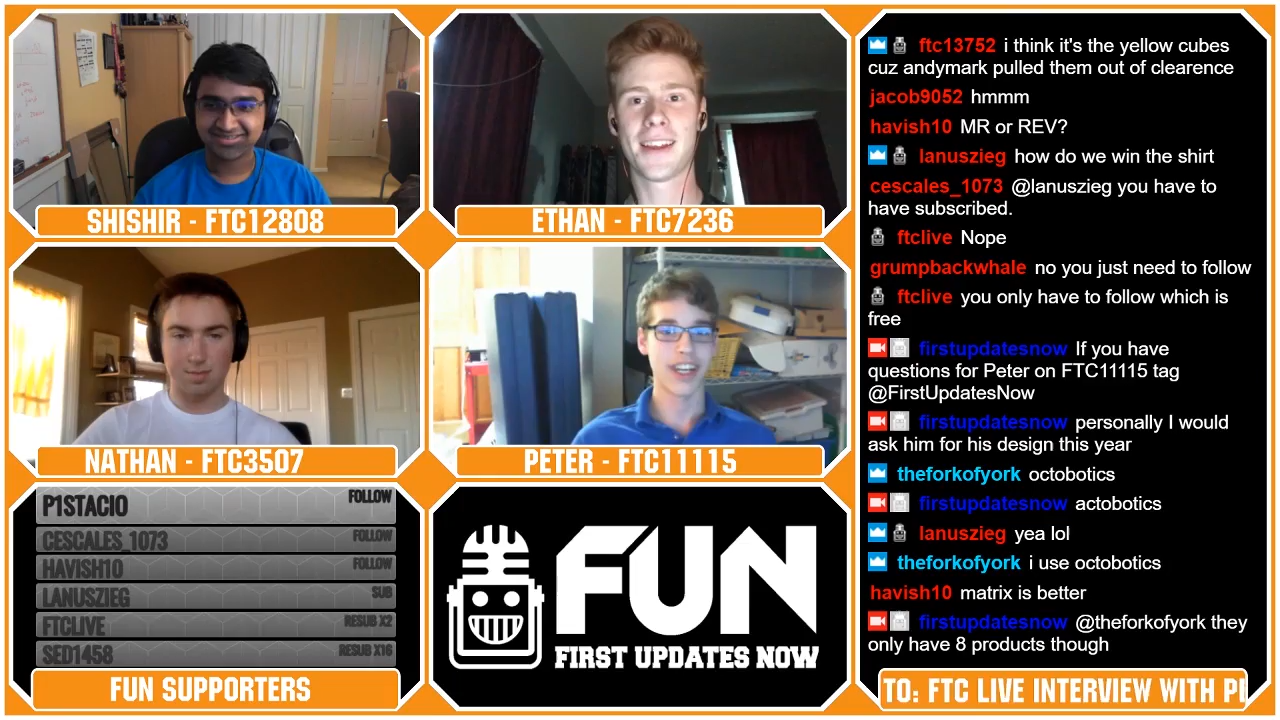 SHISHIR - FTC12808
ETHAN - FTC7236
NATHAN - FTC3507
PETER - FTC11115
P1STACIO FOLLOW
CESCALES_1073 FOLLOW
HAVISH10 FOLLOW
LANUSZIEG SUB
FTCLIVE RESUB X2
SED1458 RESUB X16
FUN SUPPORTERS
FUN
FIRST UPDATES NOW
ftc13752 i think it's the yellow cubes
cuz andymark pulled them out of clearence
jacob9052 hmmm
havish10 MR or REV?
lanuszieg how do we win the shirt
cescales_1073 @lanuszieg you have to
have subscribed.
ftclive Nope
grumpbackwhale no you just need to follow
ftclive you only have to follow which is
free
firstupdatesnow If you have
questions for Peter on FTC11115 tag
@FirstUpdatesNow
firstupdatesnow personally I would
ask him for his design this year
theforkofyork octobotics
firstupdatesnow actobotics
lanuszieg yea lol
theforkofyork i use octobotics
havish10 matrix is better
firstupdatesnow @theforkofyork they
only have 8 products though
TO: FTC LIVE INTERVIEW WITH PI